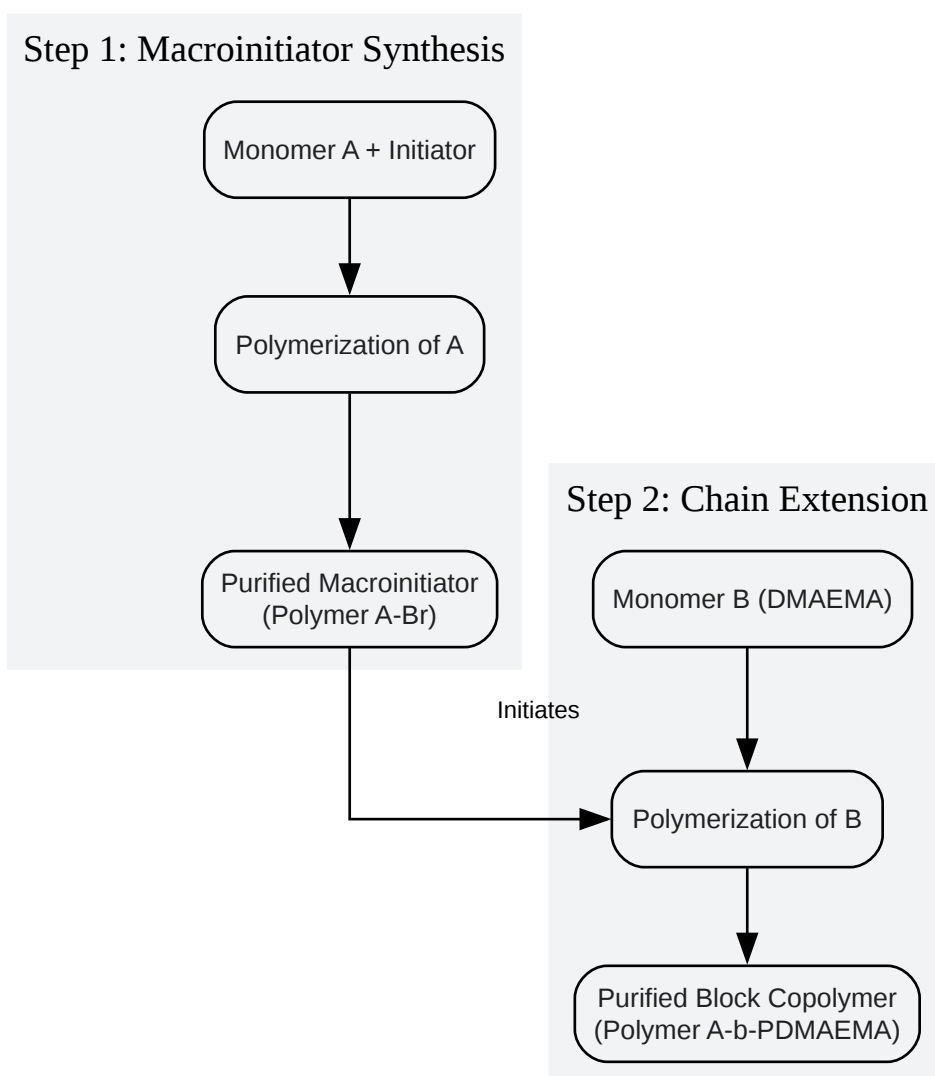 Step 1: Macroinitiator Synthesis
Monomer A + Initiator
Polymerization of A
Purified Macroinitiator
(Polymer A-Br)
Initiates
Step 2: Chain Extension
Monomer B (DMAEMA)
Polymerization of B
Purified Block Copolymer
(Polymer A-b-PDMAEMA)